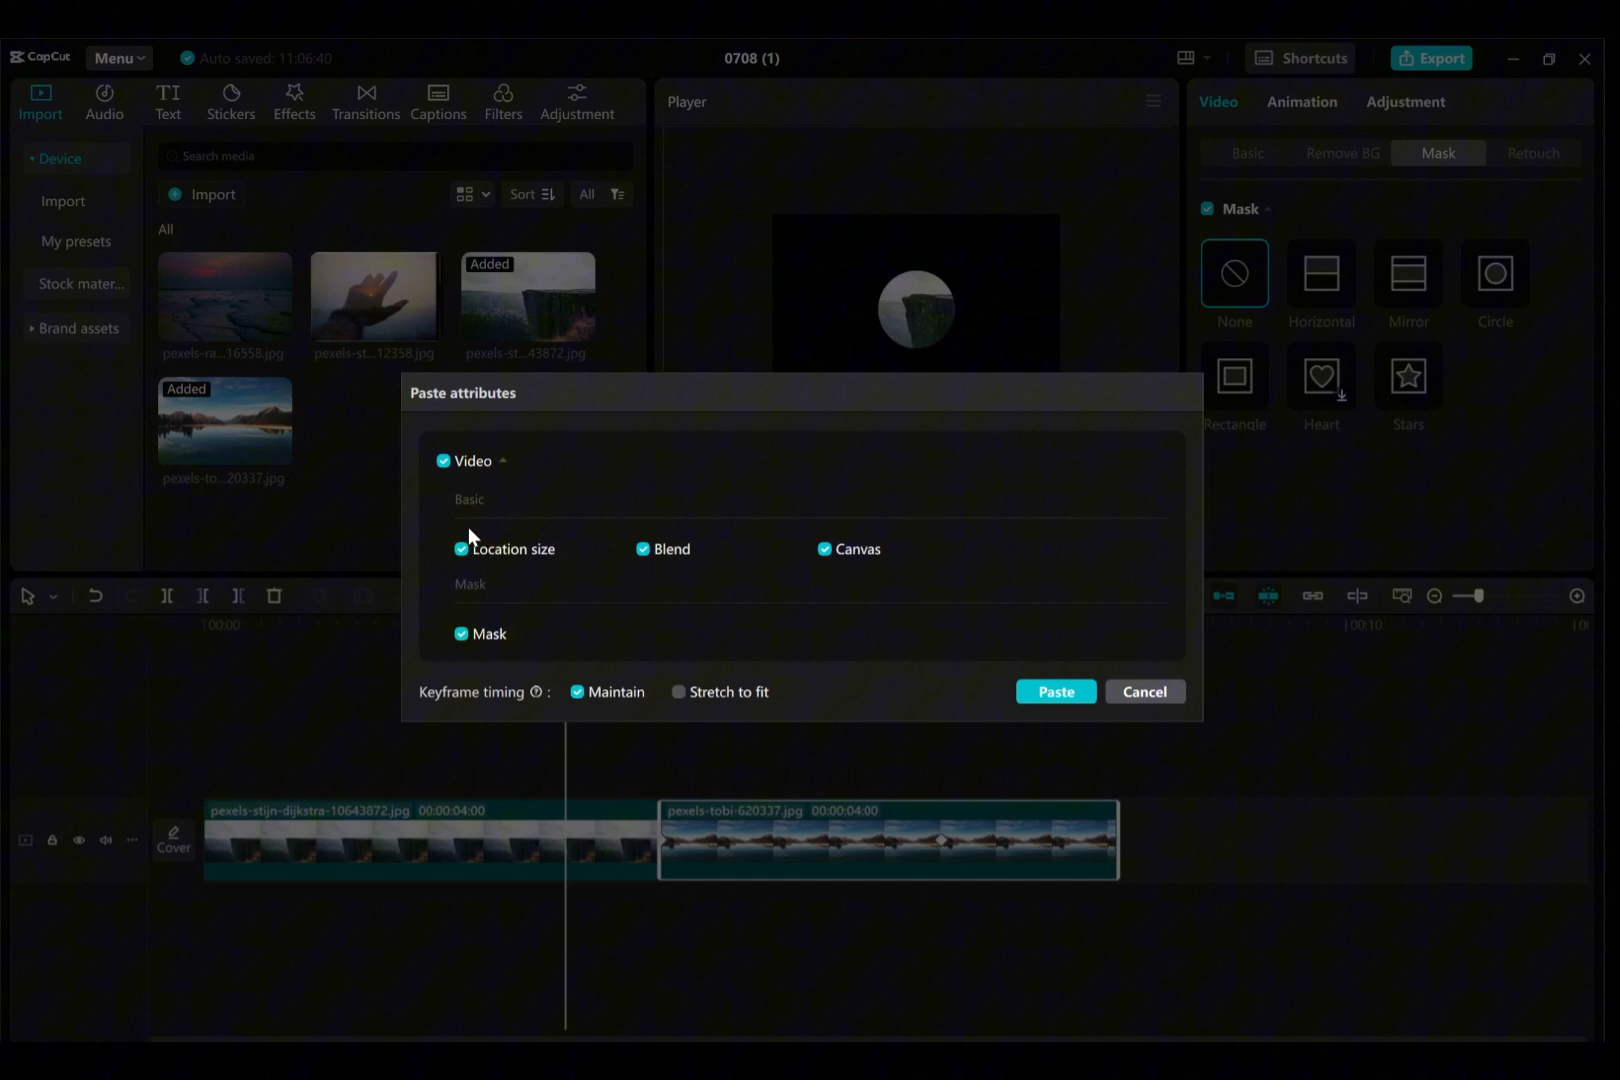 CapCut
Menu
Auto saved: 11:06:40
0708 (1)
Shortcuts
Export
Import
Audio
TI
Text
Stickers
Effects
Transitions
Captions
Filters
Adjustment
Player
Video
Animation
Adjustment
Device
Import
My presets
Stock mater...
Brand assets
Search media
Import
Sort
All
All
Added
pexels-ra...16558.jpg
pexels-st...12358.jpg
pexels-st...43872.jpg
Added
pexels-to...20337.jpg
Basic
Remove BG
Mask
Retouch
Mask
None
Horizontal
Mirror
Circle
Rectangle
Heart
Stars
Paste attributes
Video
Basic
Location size
Blend
Canvas
Mask
Mask
Keyframe timing ? :
Maintain
Stretch to fit
Paste
Cancel
00:00
00:10
pexels-stijn-dijkstra-10643872.jpg 00:00:04:00
pexels-tobi-620337.jpg 00:00:04:00
Cover